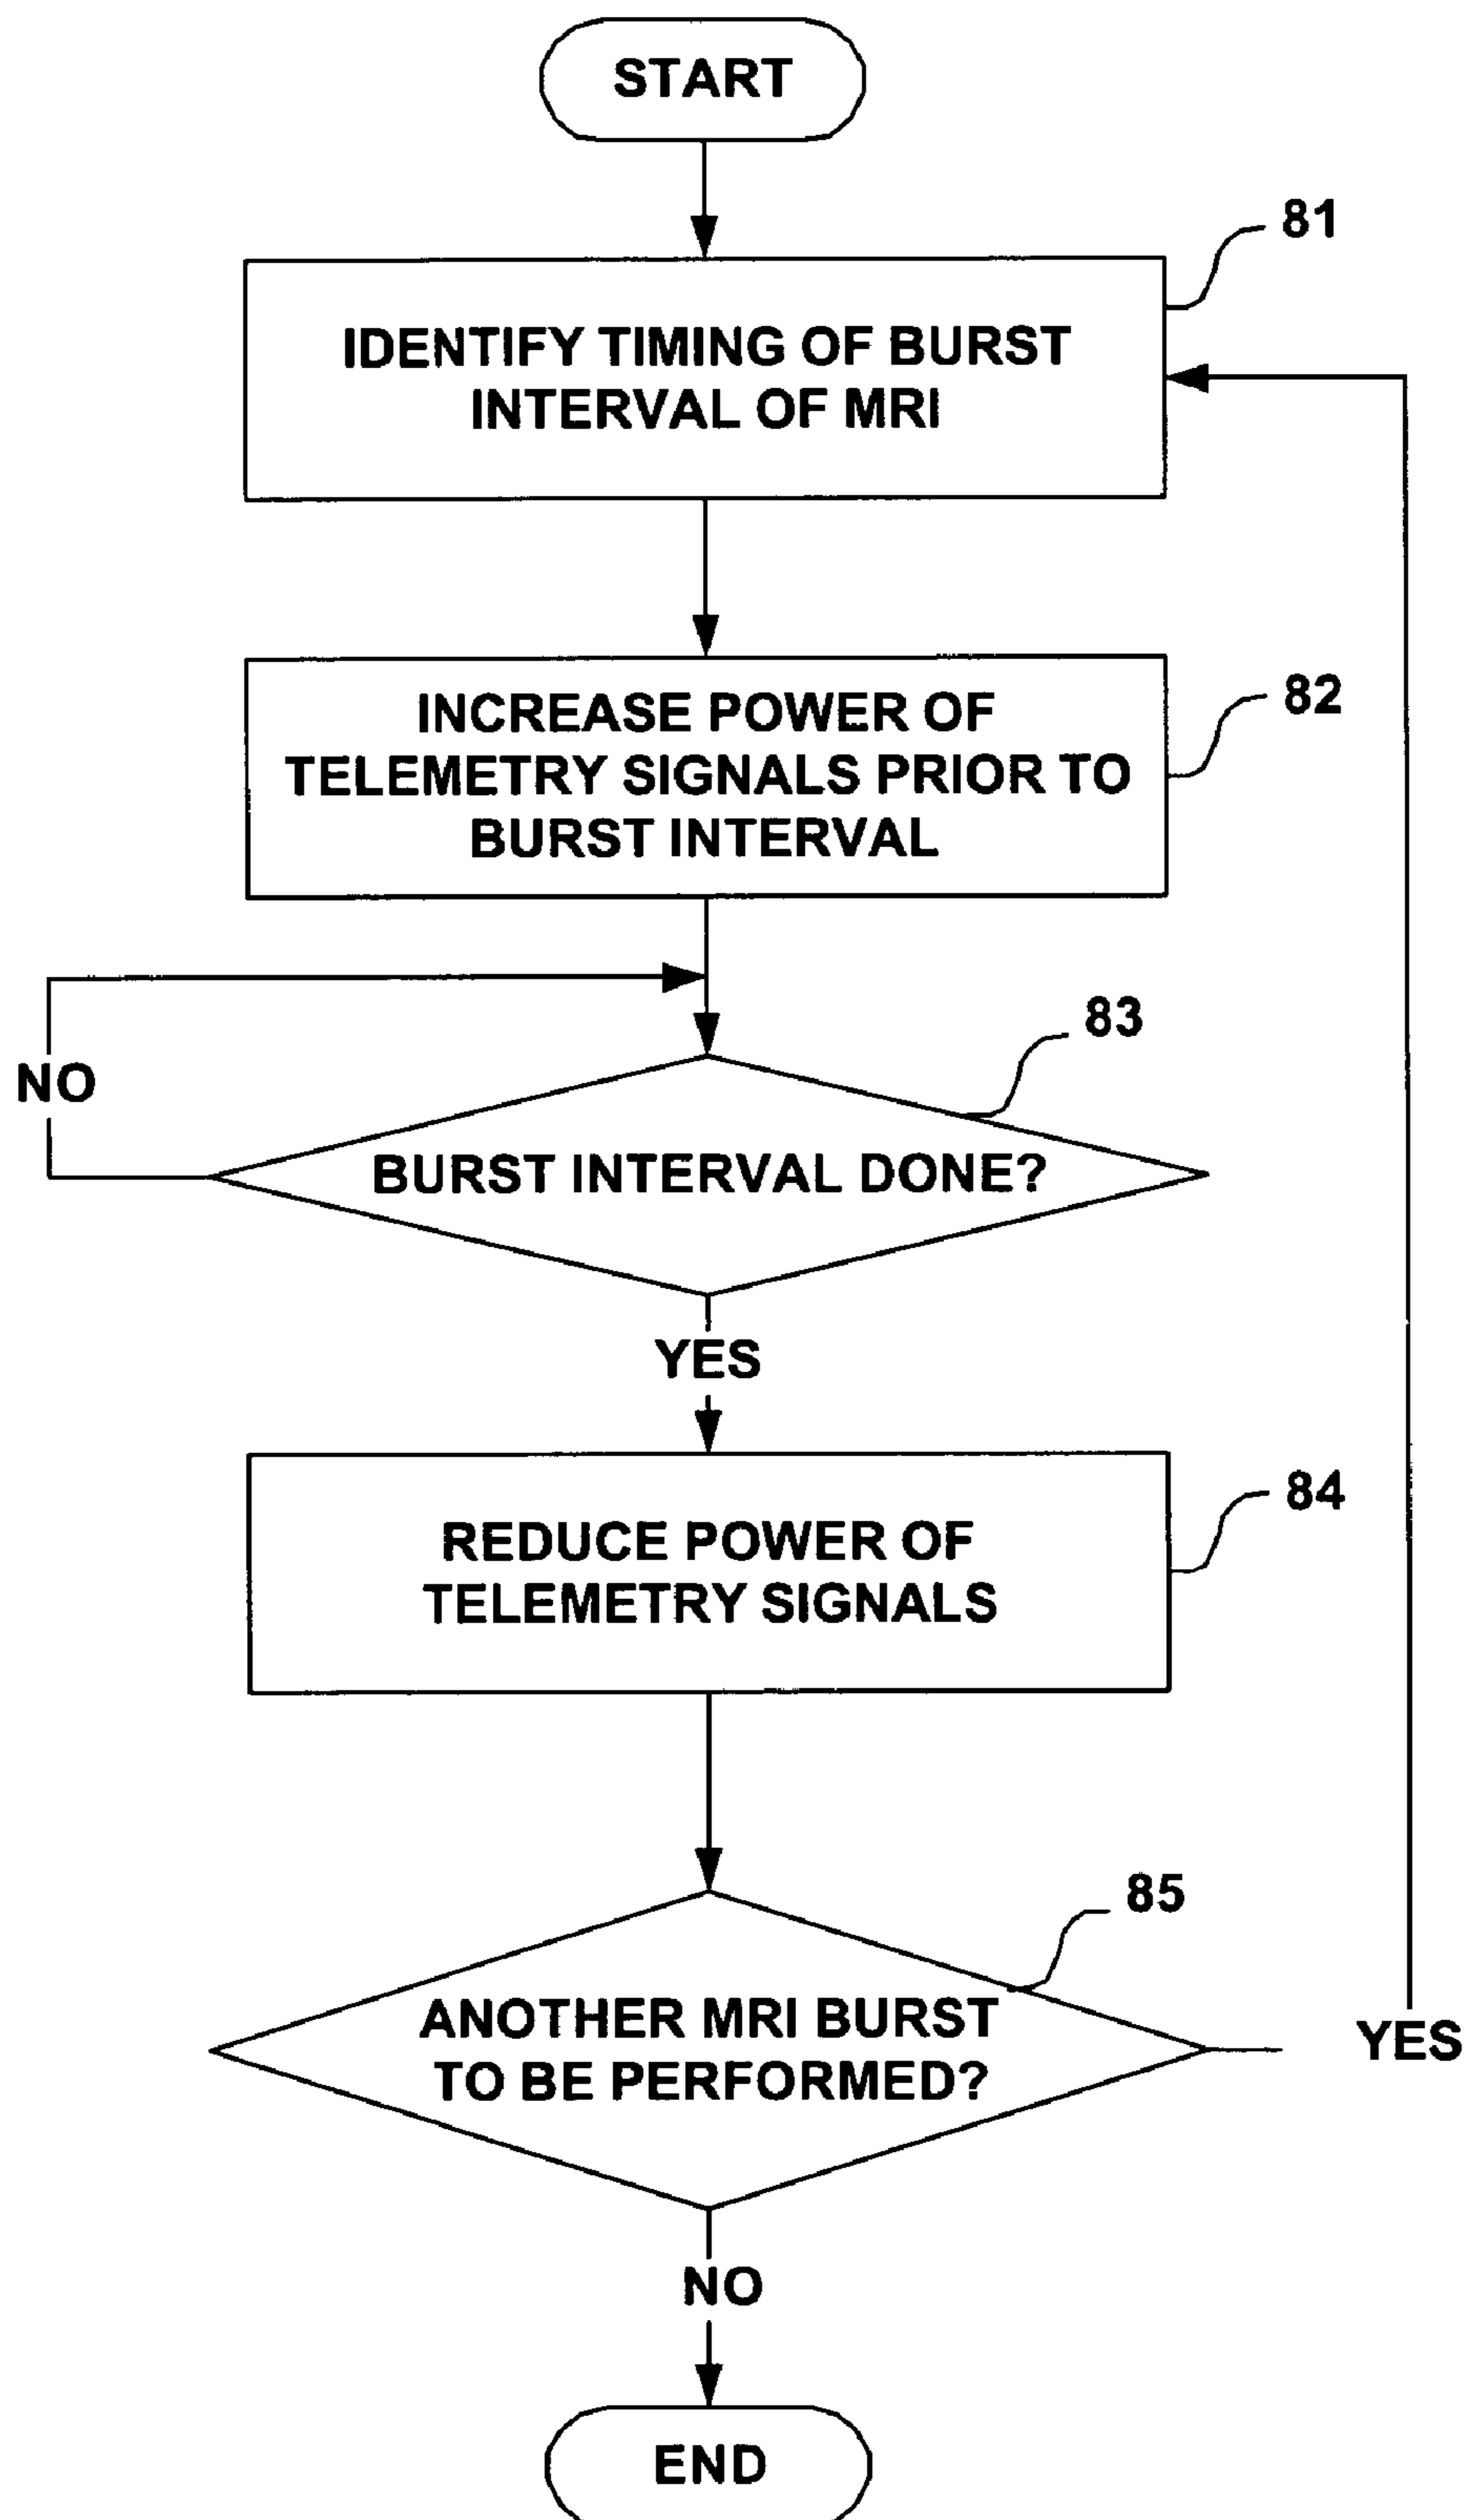 START
81
IDENTIFY TIMING OF BURST
INTERVAL OF MRI
82
INCREASE POWER OF
TELEMETRY SIGNALS PRIOR TO
BURST INTERVAL
83
NO
BURST INTERVAL DONE?
YES
84
REDUCE POWER OF
TELEMETRY SIGNALS
85
ANOTHER MRI BURST
TO BE PERFORMED?
YES
NO
END